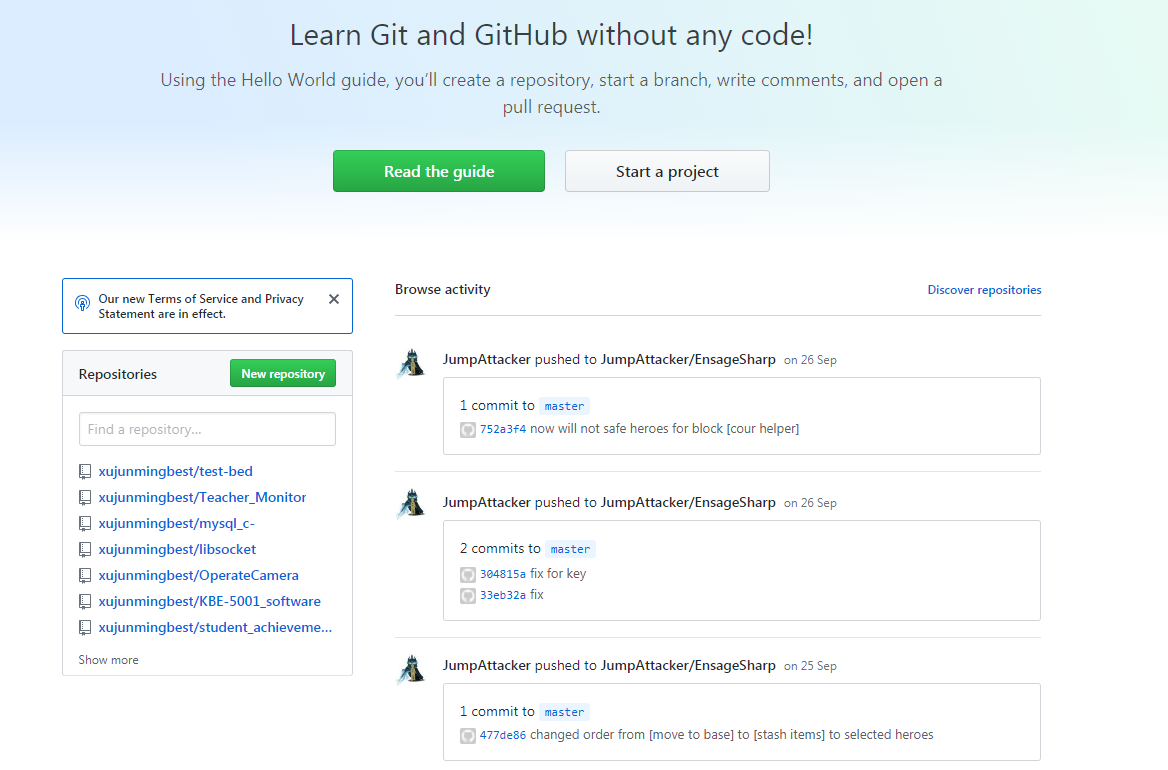 Learn Git and GitHub without any code!
Using the Hello World guide, you’ll create a repository, start a branch, write comments, and open a
pull request.
Read the guide
Start a project
Our new Terms of Service and Privacy
Statement are in effect.
Repositories
New repository
Find a repository...
xujunmingbest/test-bed
xujunmingbest/Teacher_Monitor
xujunmingbest/mysql_c-
xujunmingbest/libsocket
xujunmingbest/OperateCamera
xujunmingbest/KBE-5001_software
xujunmingbest/student_achieveme...
Show more
Browse activity
Discover repositories
JumpAttacker pushed to JumpAttacker/EnsageSharp on 26 Sep
1 commit to master
752a3f4 now will not safe heroes for block [cour helper]
JumpAttacker pushed to JumpAttacker/EnsageSharp on 26 Sep
2 commits to master
304815a fix for key
33eb32a fix
JumpAttacker pushed to JumpAttacker/EnsageSharp on 25 Sep
1 commit to master
477de86 changed order from [move to base] to [stash items] to selected heroes